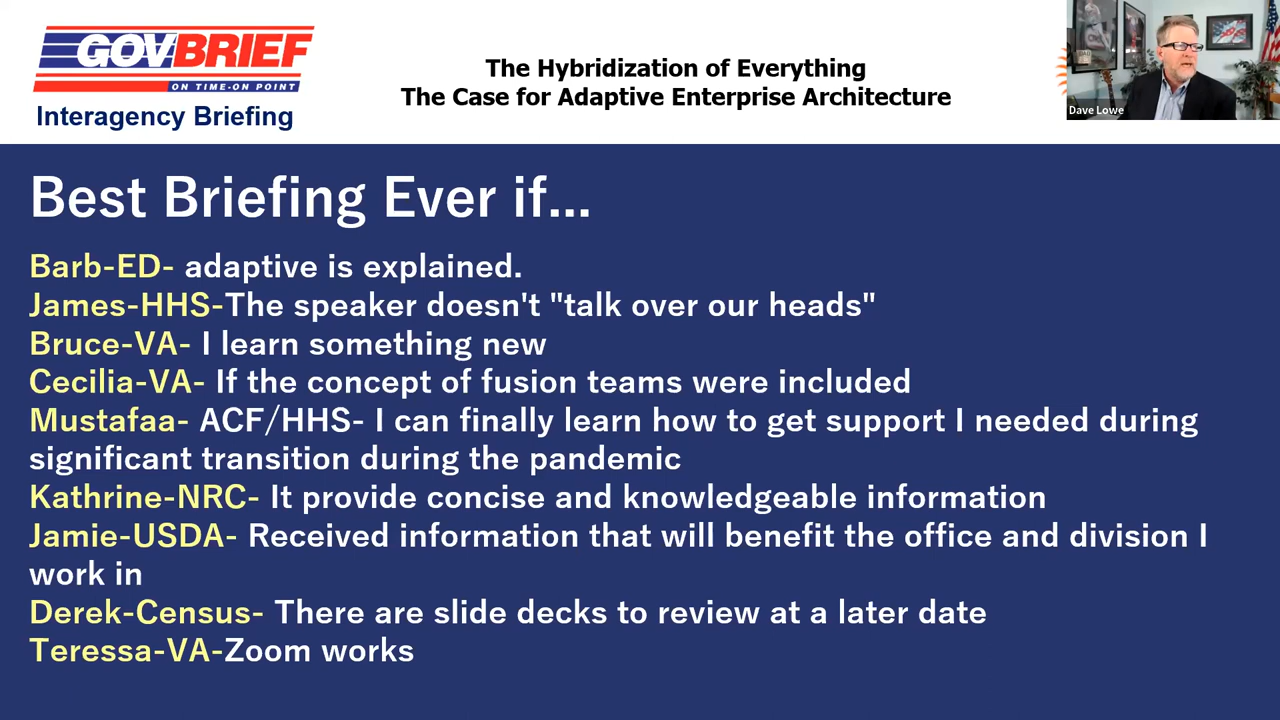 GOVBRIEF
ON TIME-ON POINT
Interagency Briefing
The Hybridization of Everything
The Case for Adaptive Enterprise Architecture
Dave Lowe
Best Briefing Ever if...
Barb-ED- adaptive is explained.
James-HHS-The speaker doesn't "talk over our heads"
Bruce-VA- I learn something new
Cecilia-VA- If the concept of fusion teams were included
Mustafaa- ACF/HHS- I can finally learn how to get support I needed during
significant transition during the pandemic
Kathrine-NRC- It provide concise and knowledgeable information
Jamie-USDA- Received information that will benefit the office and division I
work in
Derek-Census- There are slide decks to review at a later date
Teressa-VA-Zoom works